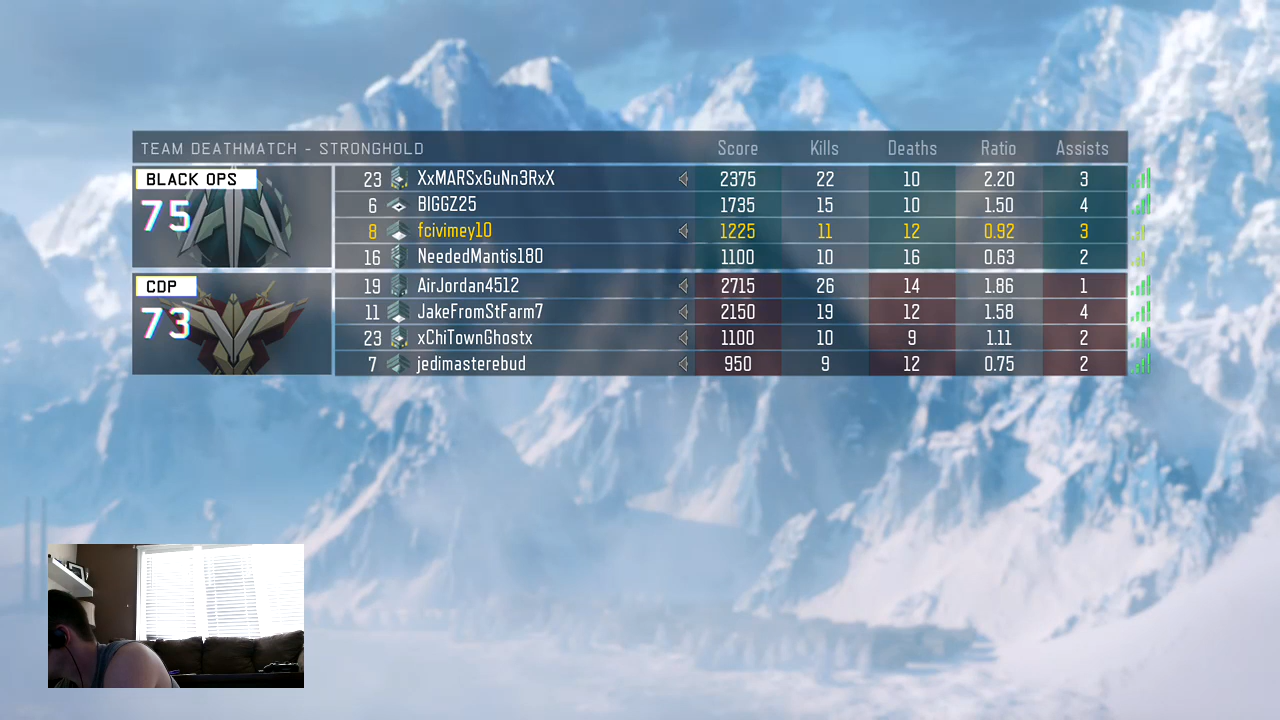 TEAM DEATHMATCH - STRONGHOLD Score Kills Deaths Ratio Assists
BLACK OPS
75
23 XxMARSxGuNn3RxX 2375 22 10 2.20 3
6 BIGGZ25 1735 15 10 1.50 4
8 fcivimey10 1225 11 12 0.92 3
16 NeededMantis180 1100 10 16 0.63 2
CDP
73
19 AirJordan4512 2715 26 14 1.86 1
11 JakeFromStFarm7 2150 19 12 1.58 4
23 xChiTownGhostx 1100 10 9 1.11 2
7 jedimasterebud 950 9 12 0.75 2